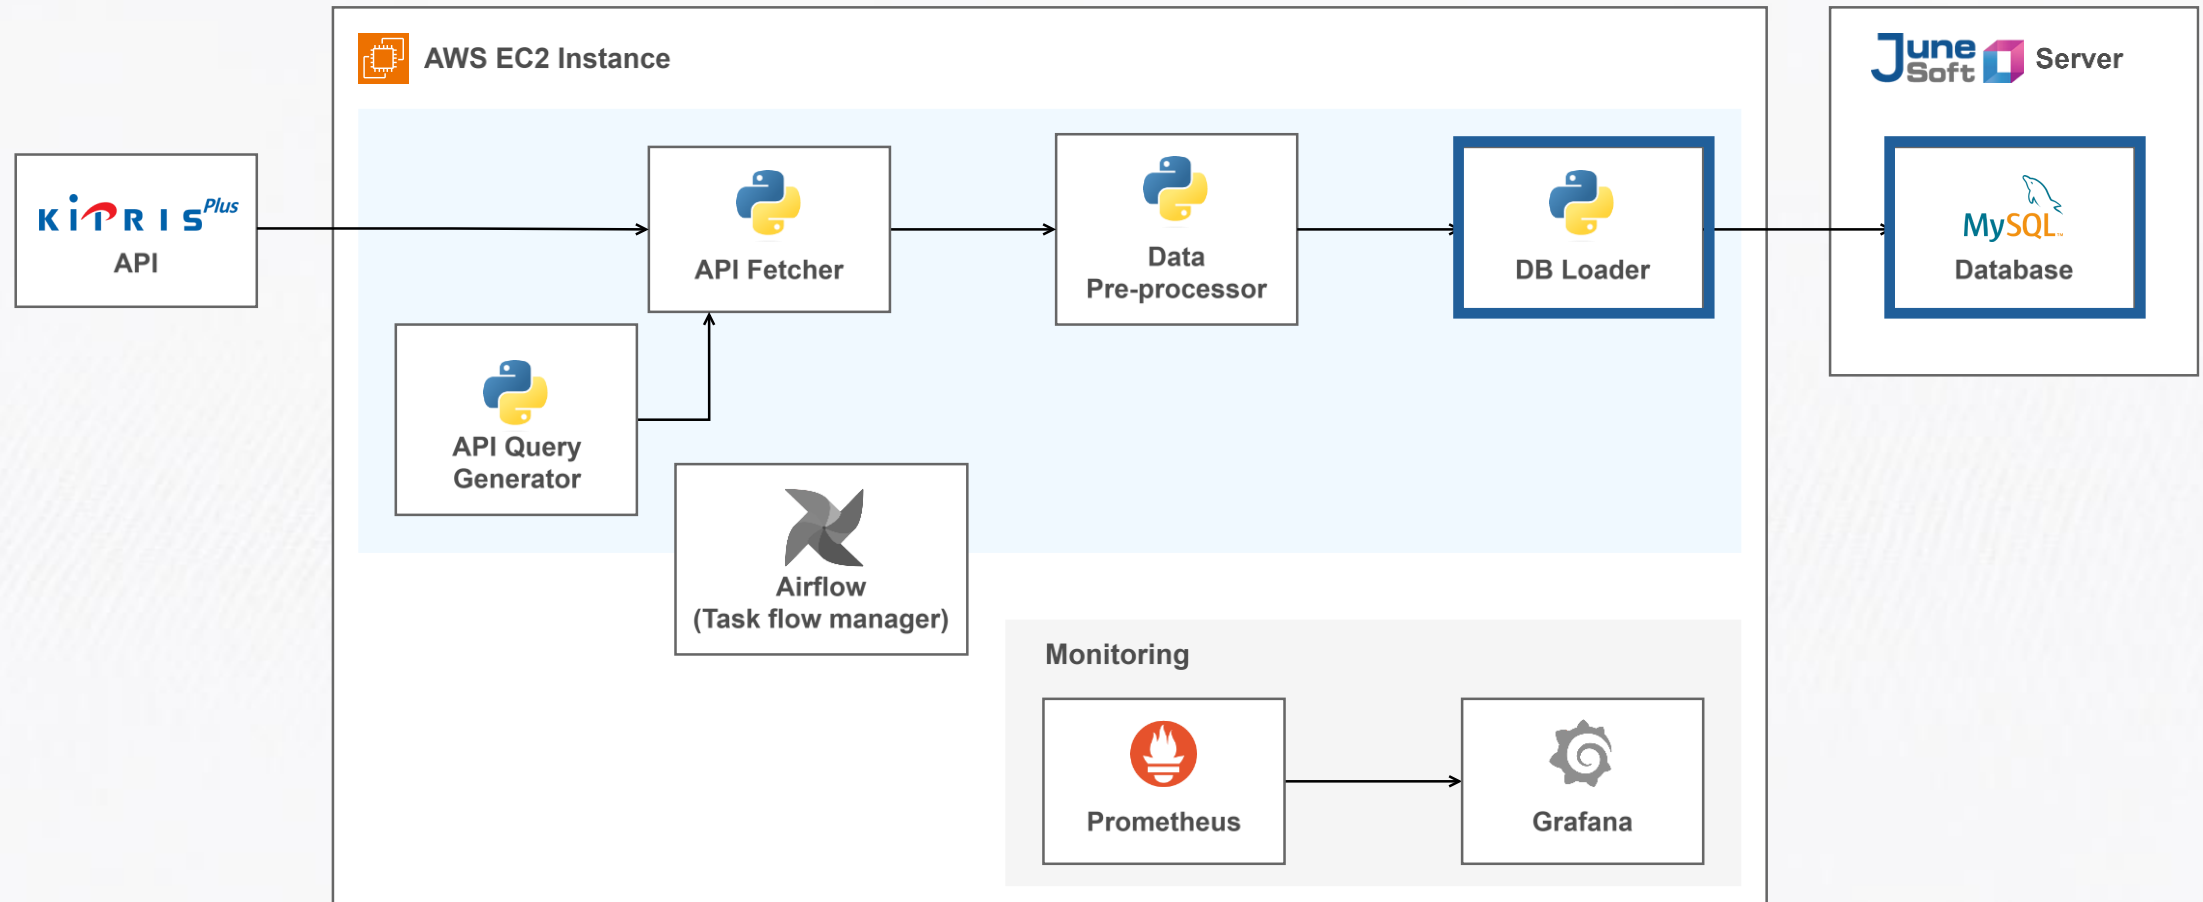 AWS EC2 Instance
June
Soft
Server
KIPRIS Plus
API
API Fetcher
Data
Pre-processor
DB Loader
MySQL™
Database
API Query
Generator
Airflow
(Task flow manager)
Monitoring
Prometheus
Grafana